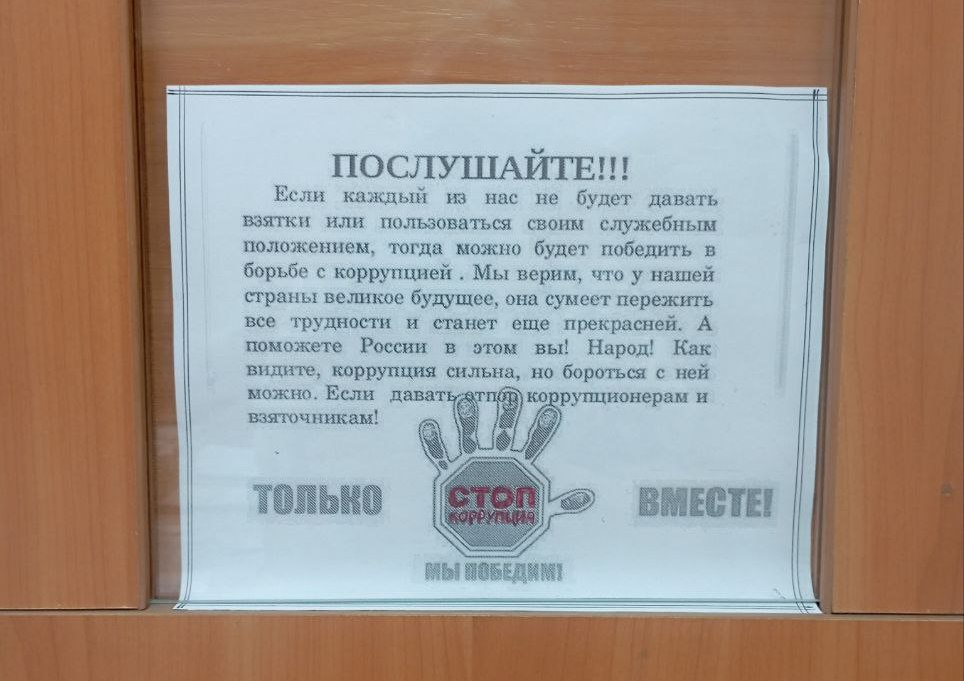 ПОСЛУШАЙТЕ!!!
Если каждый из нас не будет давать
взятки или пользоваться своим служебным
положением, тогда можно будет победить в
борьбе с коррупцией . Мы верим, что у нашей
страны великое будущее, она сумеет пережить
все трудности и станет еще прекрасней. А
поможете России в этом вы! Народ! Как
видите, коррупция сильна, но бороться с ней
можно. Если давать отпор коррупционерам и
взяточникам!
ТОЛЬКО
СТОП
КОРРУПЦИЯ
ВМЕСТЕ!
МЫ ПОБЕДИМ!